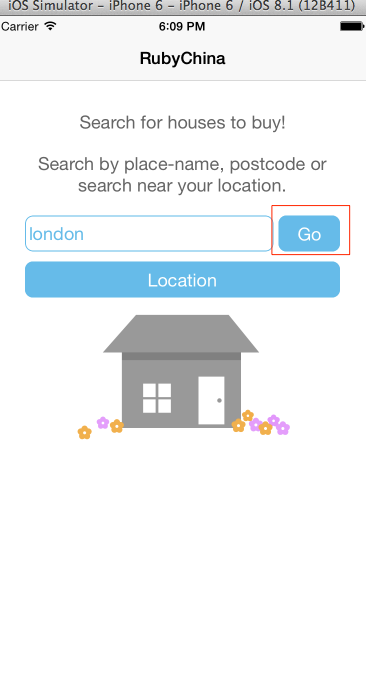 iOS Simulator – iPhone 6 – iPhone 6 / iOS 8.1 (12B411)
Carrier 6:09 PM
RubyChina
Search for houses to buy!
Search by place-name, postcode or
search near your location.
london Go
Location